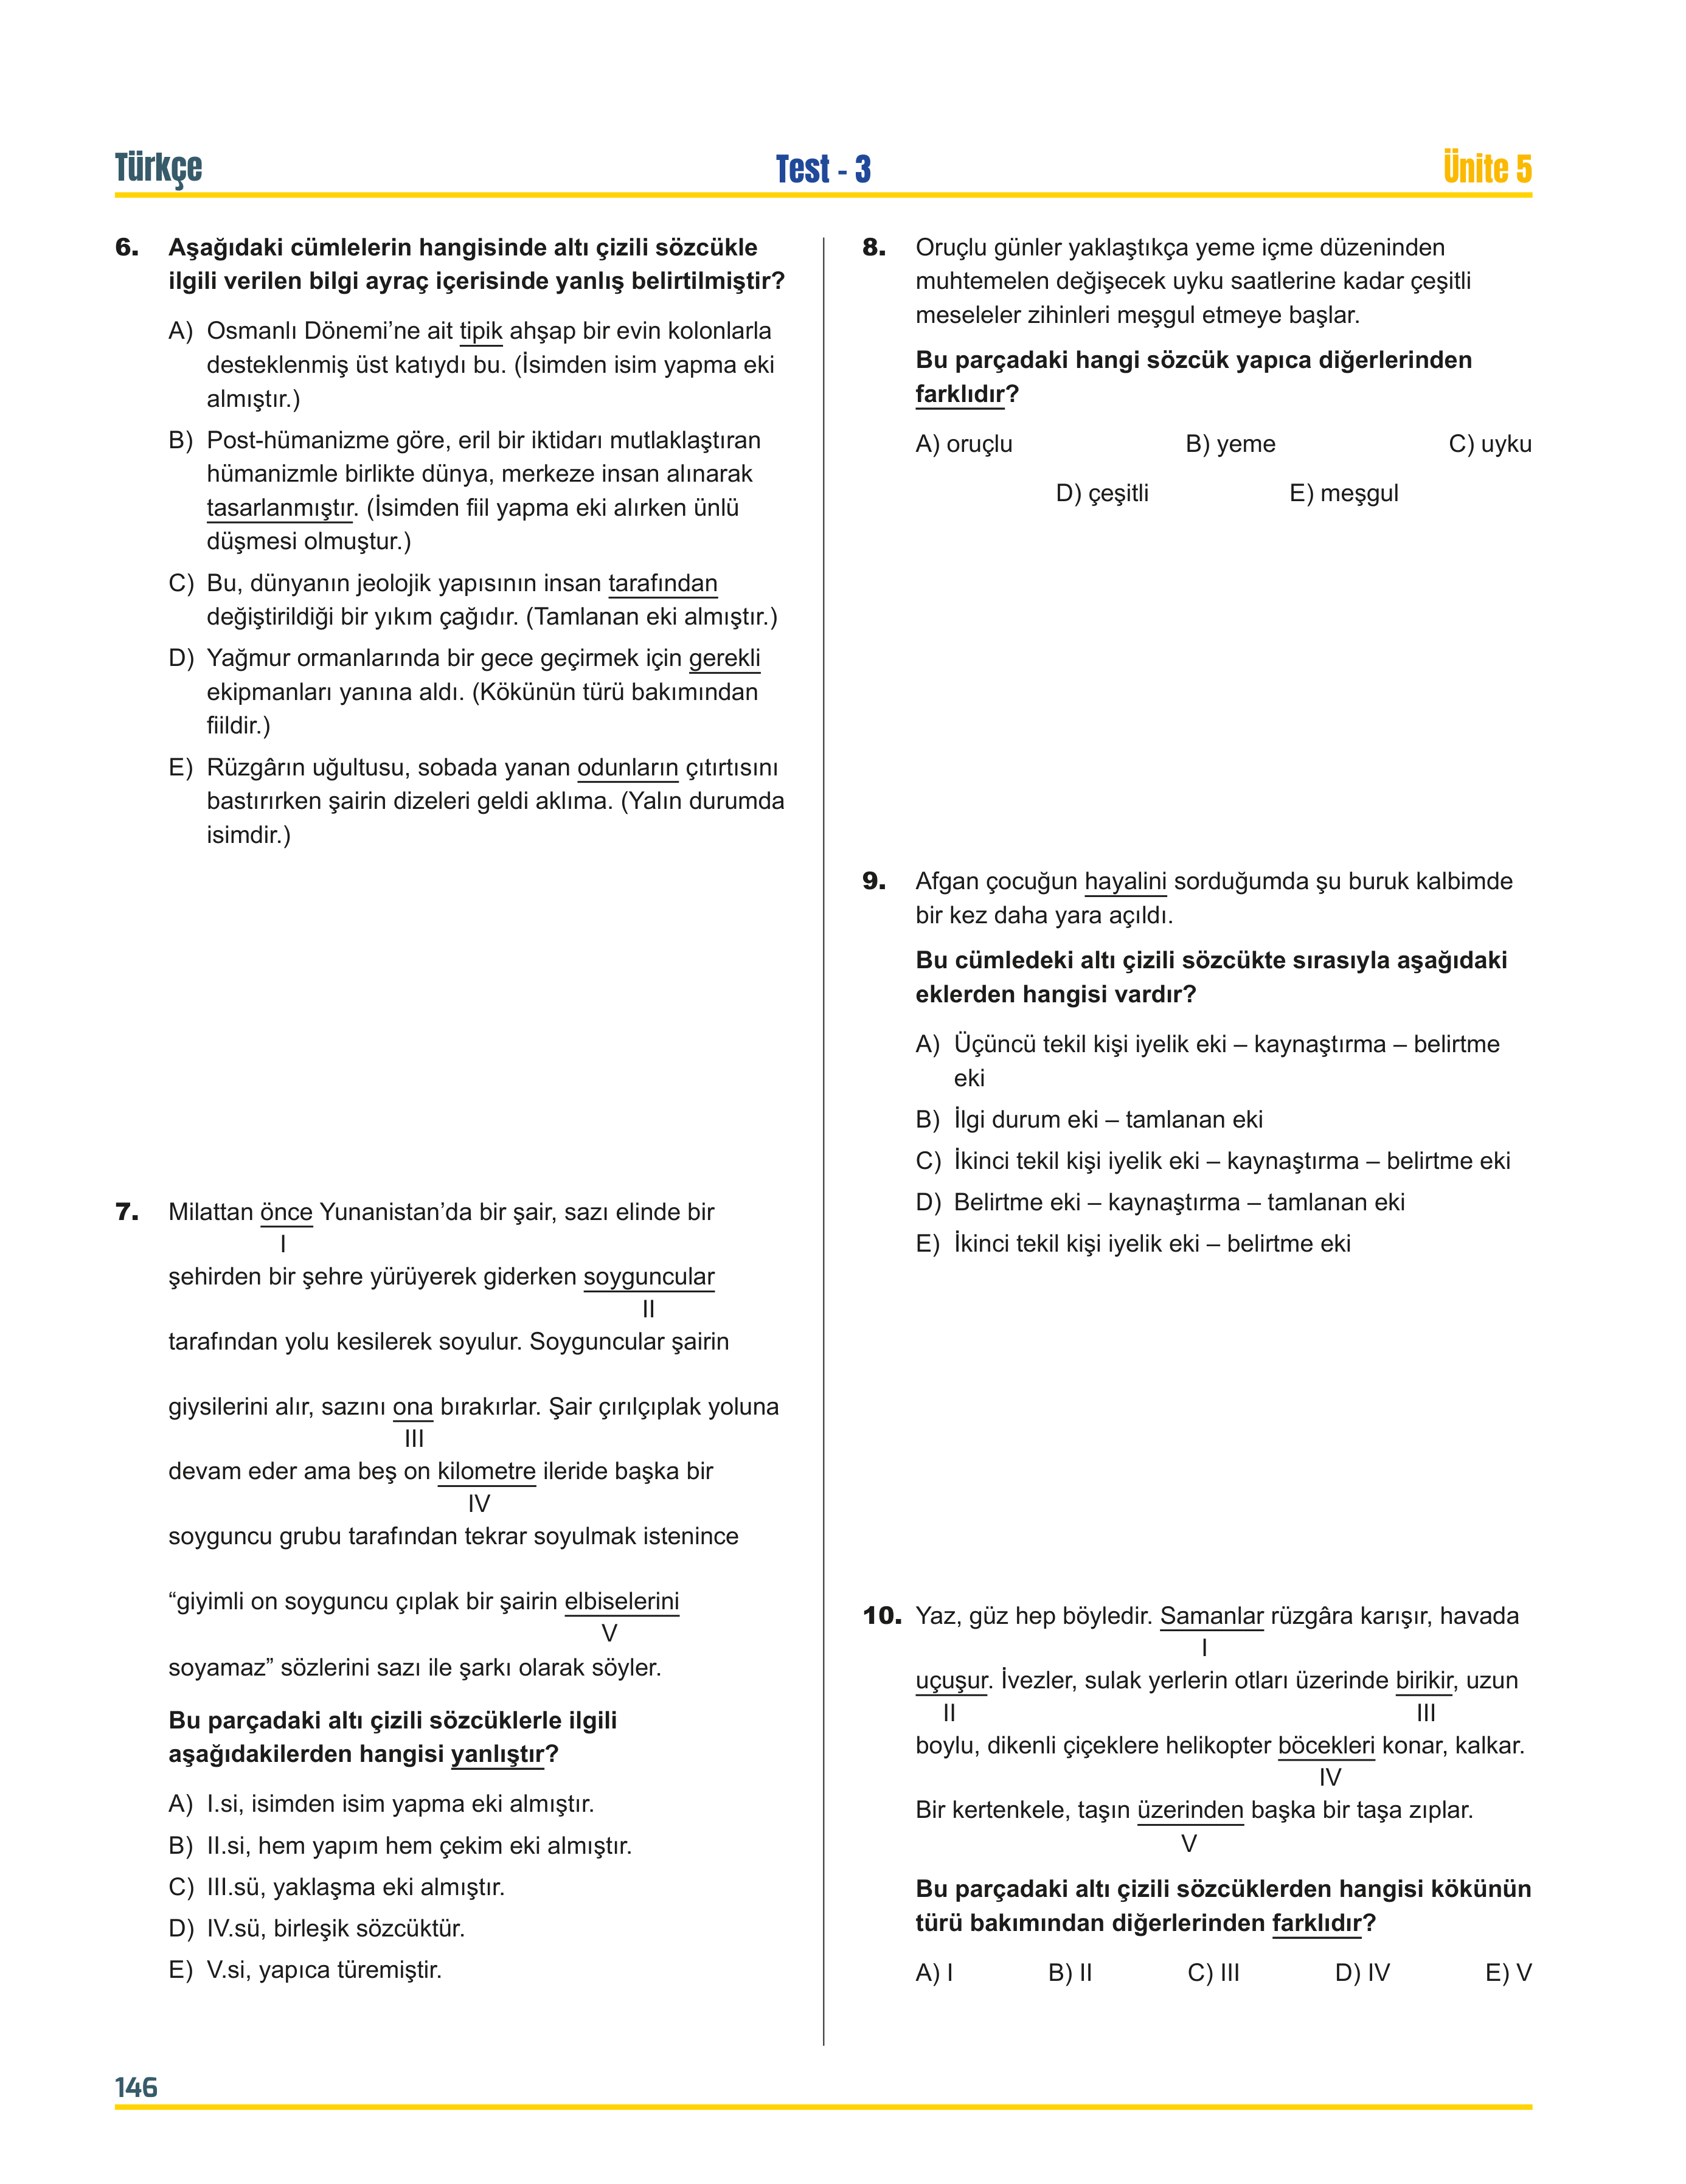 Türkçe
Test - 3
Ünite 5
6. Aşağıdaki cümlelerin hangisinde altı çizili sözcükle
ilgili verilen bilgi ayraç içerisinde yanlış belirtilmiştir?
A) Osmanlı Dönemi’ne ait tipik ahşap bir evin kolonlarla
desteklenmiş üst katıydı bu. (İsimden isim yapma eki
almıştır.)
B) Post-hümanizme göre, eril bir iktidarı mutlaklaştıran
hümanizmle birlikte dünya, merkeze insan alınarak
tasarlanmıştır. (İsimden fiil yapma eki alırken ünlü
düşmesi olmuştur.)
C) Bu, dünyanın jeolojik yapısının insan tarafından
değiştirildiği bir yıkım çağıdır. (Tamlanan eki almıştır.)
D) Yağmur ormanlarında bir gece geçirmek için gerekli
ekipmanları yanına aldı. (Kökünün türü bakımından
fiildir.)
E) Rüzgârın uğultusu, sobada yanan odunların çıtırtısını
bastırırken şairin dizeleri geldi aklıma. (Yalın durumda
isimdir.)
7. Milattan önce Yunanistan’da bir şair, sazı elinde bir
I
şehirden bir şehre yürüyerek giderken soyguncular
II
tarafından yolu kesilerek soyulur. Soyguncular şairin
giysilerini alır, sazını ona bırakırlar. Şair çırılçıplak yoluna
III
devam eder ama beş on kilometre ileride başka bir
IV
soyguncu grubu tarafından tekrar soyulmak istenince
“giyimli on soyguncu çıplak bir şairin elbiselerini
V
soyamaz” sözlerini sazı ile şarkı olarak söyler.
Bu parçadaki altı çizili sözcüklerle ilgili
aşağıdakilerden hangisi yanlıştır?
A) I.si, isimden isim yapma eki almıştır.
B) II.si, hem yapım hem çekim eki almıştır.
C) III.sü, yaklaşma eki almıştır.
D) IV.sü, birleşik sözcüktür.
E) V.si, yapıca türemiştir.
8. Oruçlu günler yaklaştıkça yeme içme düzeninden
muhtemelen değişecek uyku saatlerine kadar çeşitli
meseleler zihinleri meşgul etmeye başlar.
Bu parçadaki hangi sözcük yapıca diğerlerinden
farklıdır?
A) oruçlu B) yeme C) uyku
D) çeşitli E) meşgul
9. Afgan çocuğun hayalini sorduğumda şu buruk kalbimde
bir kez daha yara açıldı.
Bu cümledeki altı çizili sözcükte sırasıyla aşağıdaki
eklerden hangisi vardır?
A) Üçüncü tekil kişi iyelik eki – kaynaştırma – belirtme
eki
B) İlgi durum eki – tamlanan eki
C) İkinci tekil kişi iyelik eki – kaynaştırma – belirtme eki
D) Belirtme eki – kaynaştırma – tamlanan eki
E) İkinci tekil kişi iyelik eki – belirtme eki
10. Yaz, güz hep böyledir. Samanlar rüzgâra karışır, havada
I
uçuşur. İvezler, sulak yerlerin otları üzerinde birikir, uzun
II III
boylu, dikenli çiçeklere helikopter böcekleri konar, kalkar.
IV
Bir kertenkele, taşın üzerinden başka bir taşa zıplar.
V
Bu parçadaki altı çizili sözcüklerden hangisi kökünün
türü bakımından diğerlerinden farklıdır?
A) I B) II C) III D) IV E) V
146